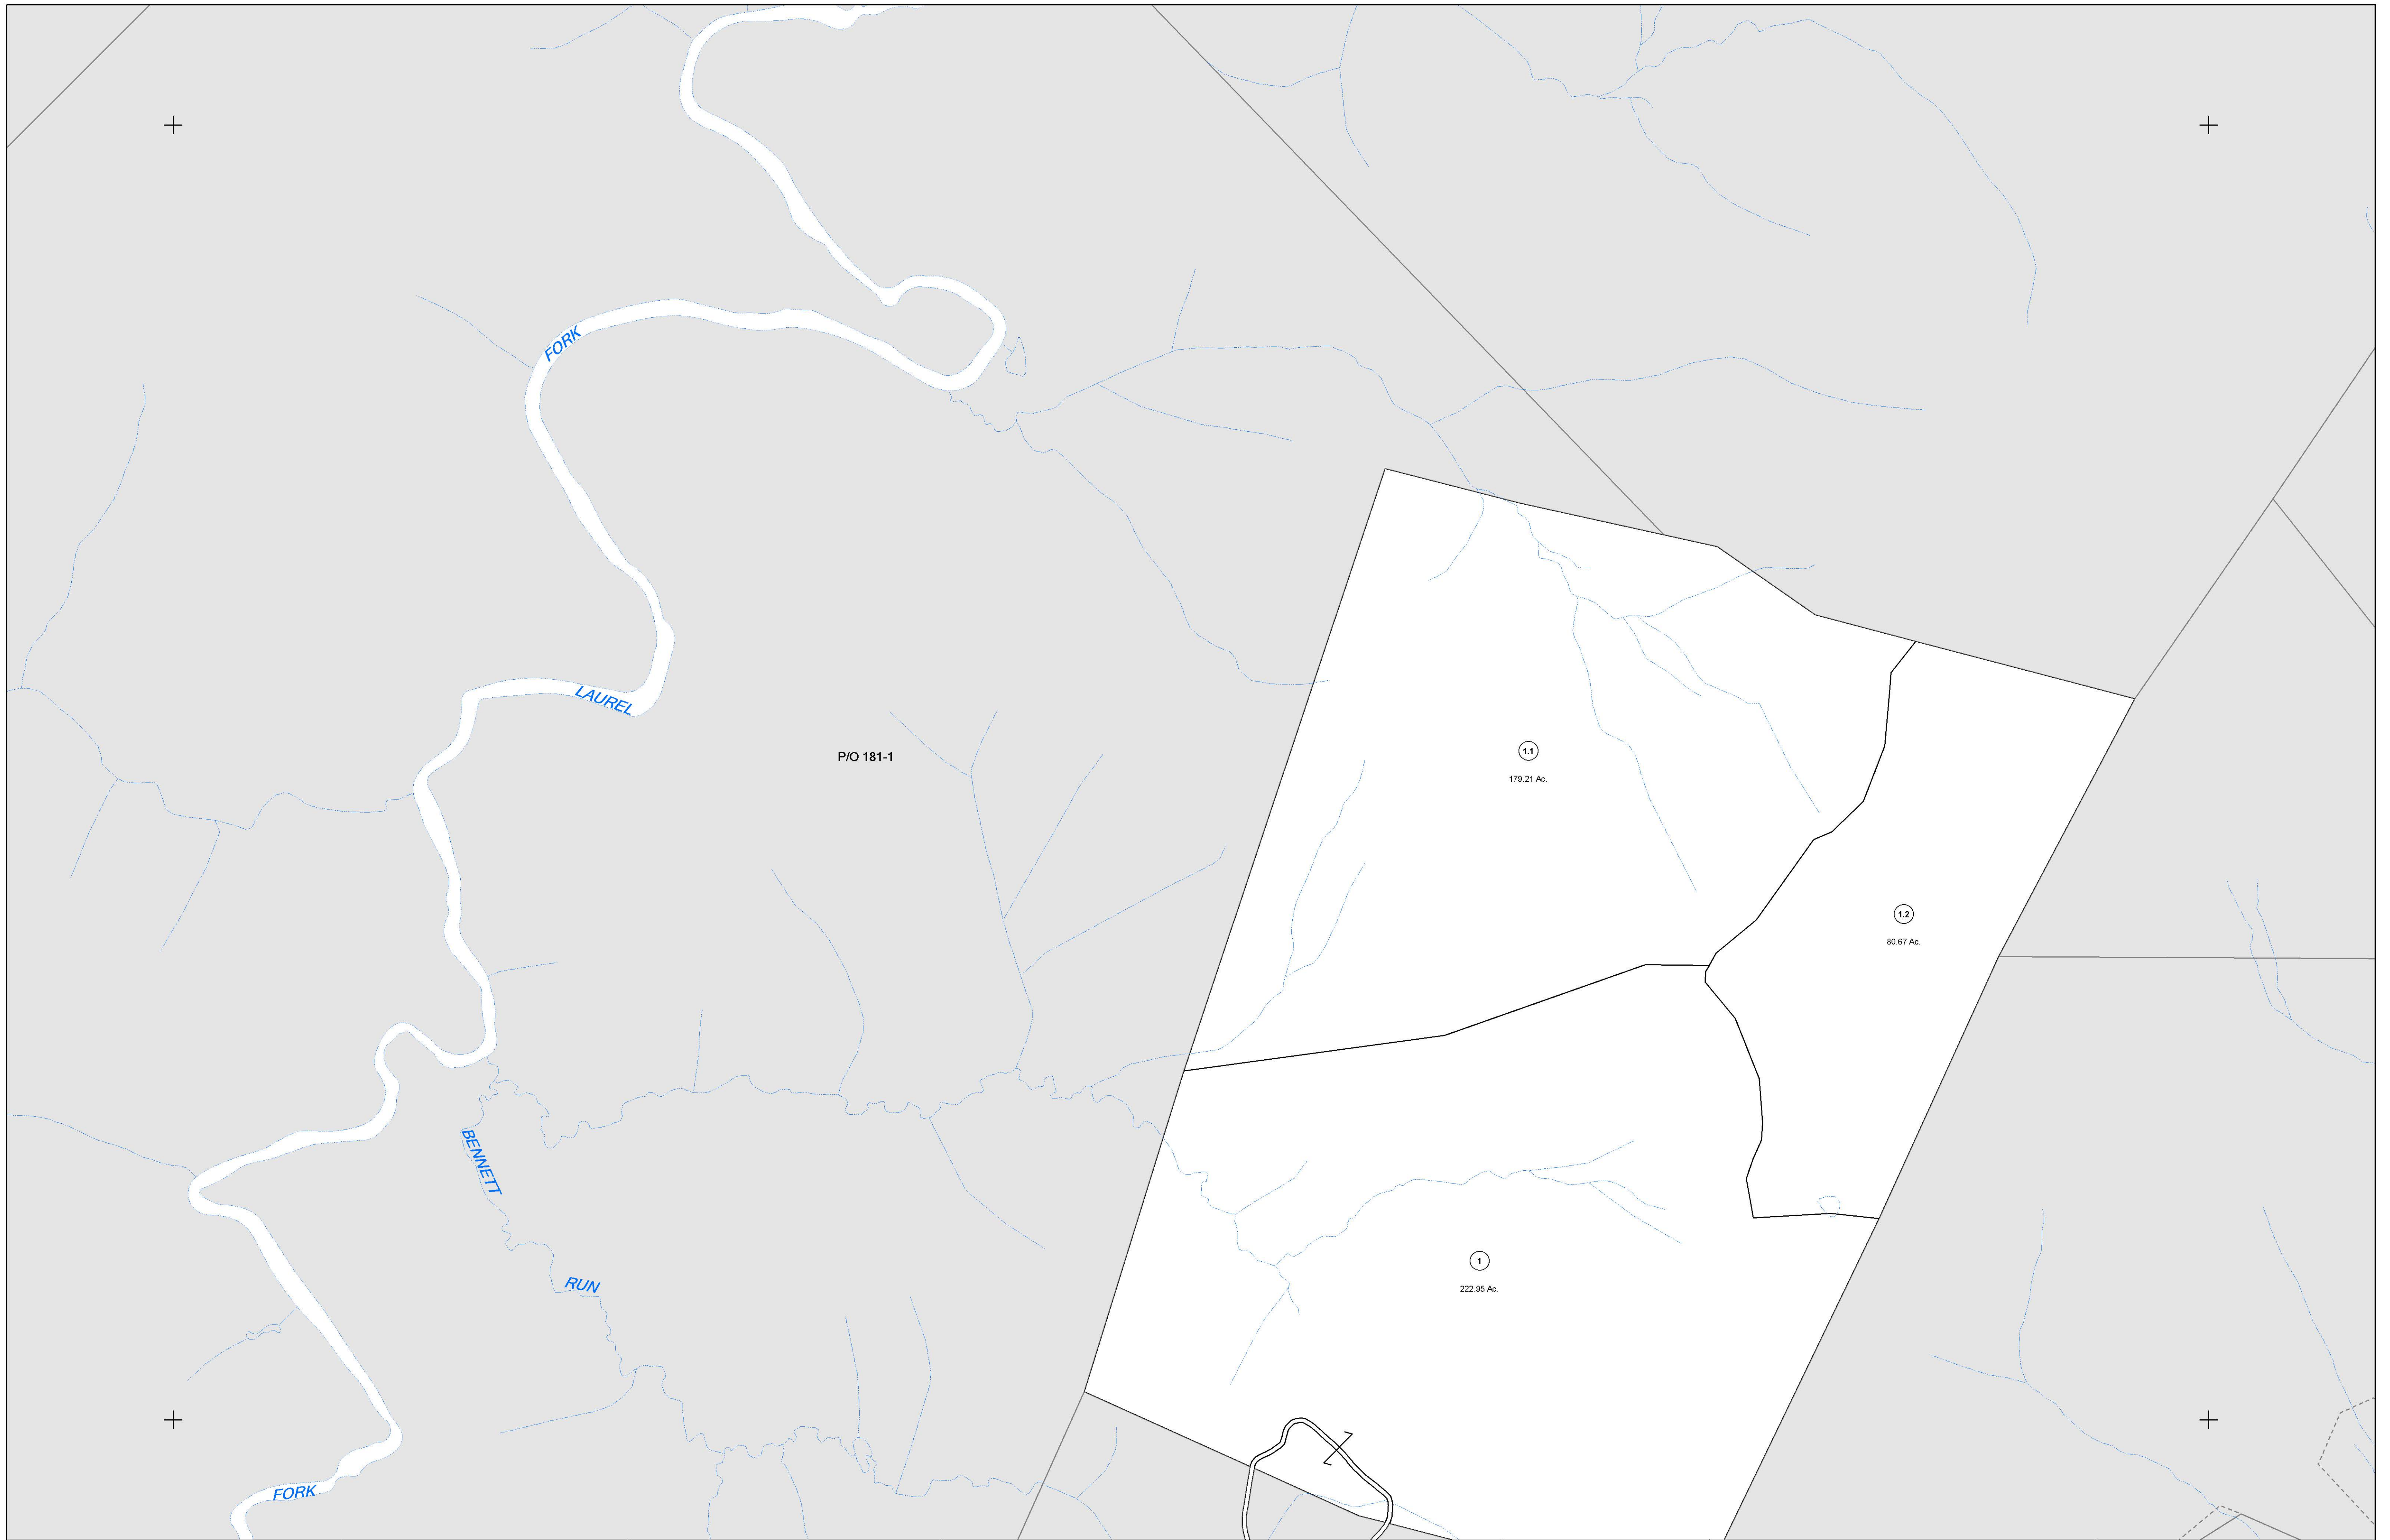 FORK
LAUREL
P/O 181-1
1.1
179.21 Ac.
1.2
80.67 Ac.
BENNETT
RUN
1
222.95 Ac.
FORK